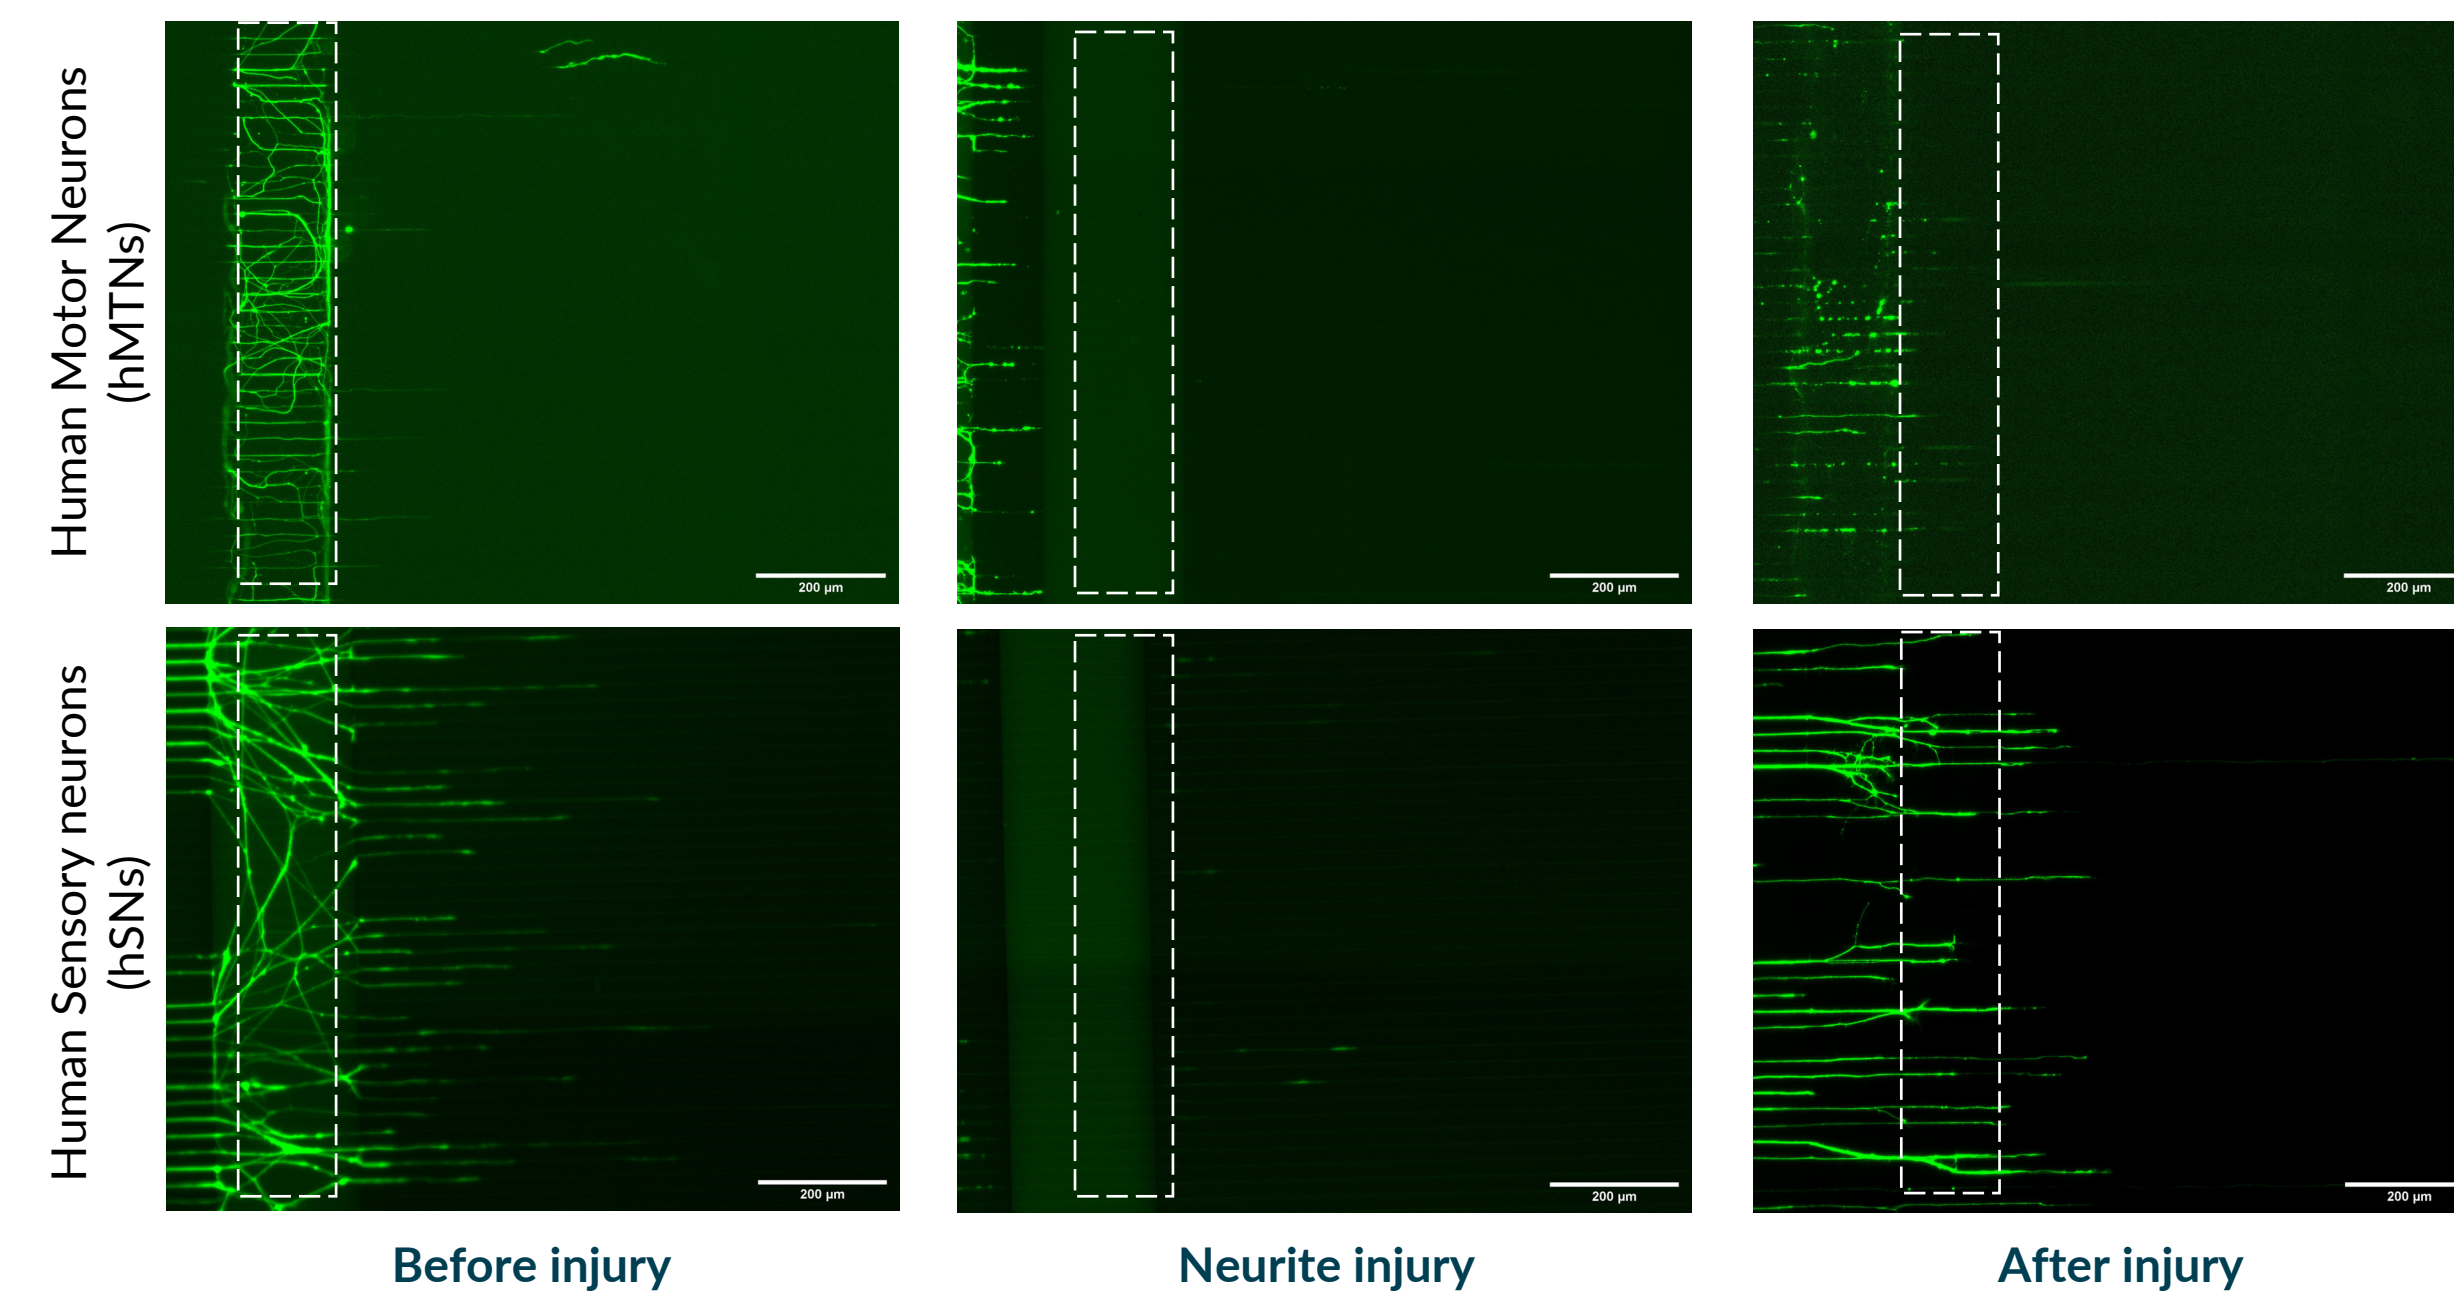 Human Motor Neurons
(hMTNs)
200 µm
200 µm
200 µm
Human Sensory neurons
(hSNs)
200 µm
200 µm
200 µm
Before injury
Neurite injury
After injury